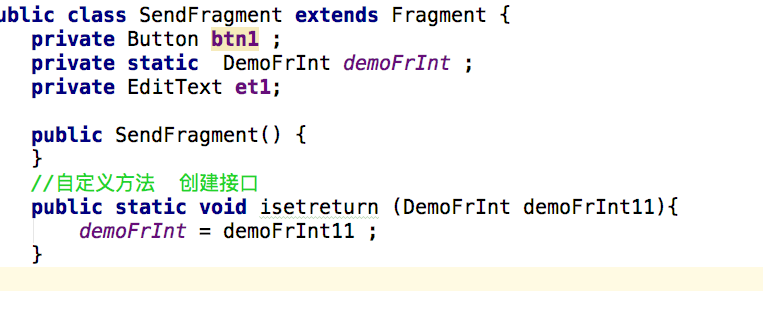 ublic class SendFragment extends Fragment {
private Button btn1 ;
private static  DemoFrInt demoFrInt ;
private EditText et1;
public SendFragment() {
}
//自定义方法  创建接口
public static void isetreturn (DemoFrInt demoFrInt11){
demoFrInt = demoFrInt11 ;
}